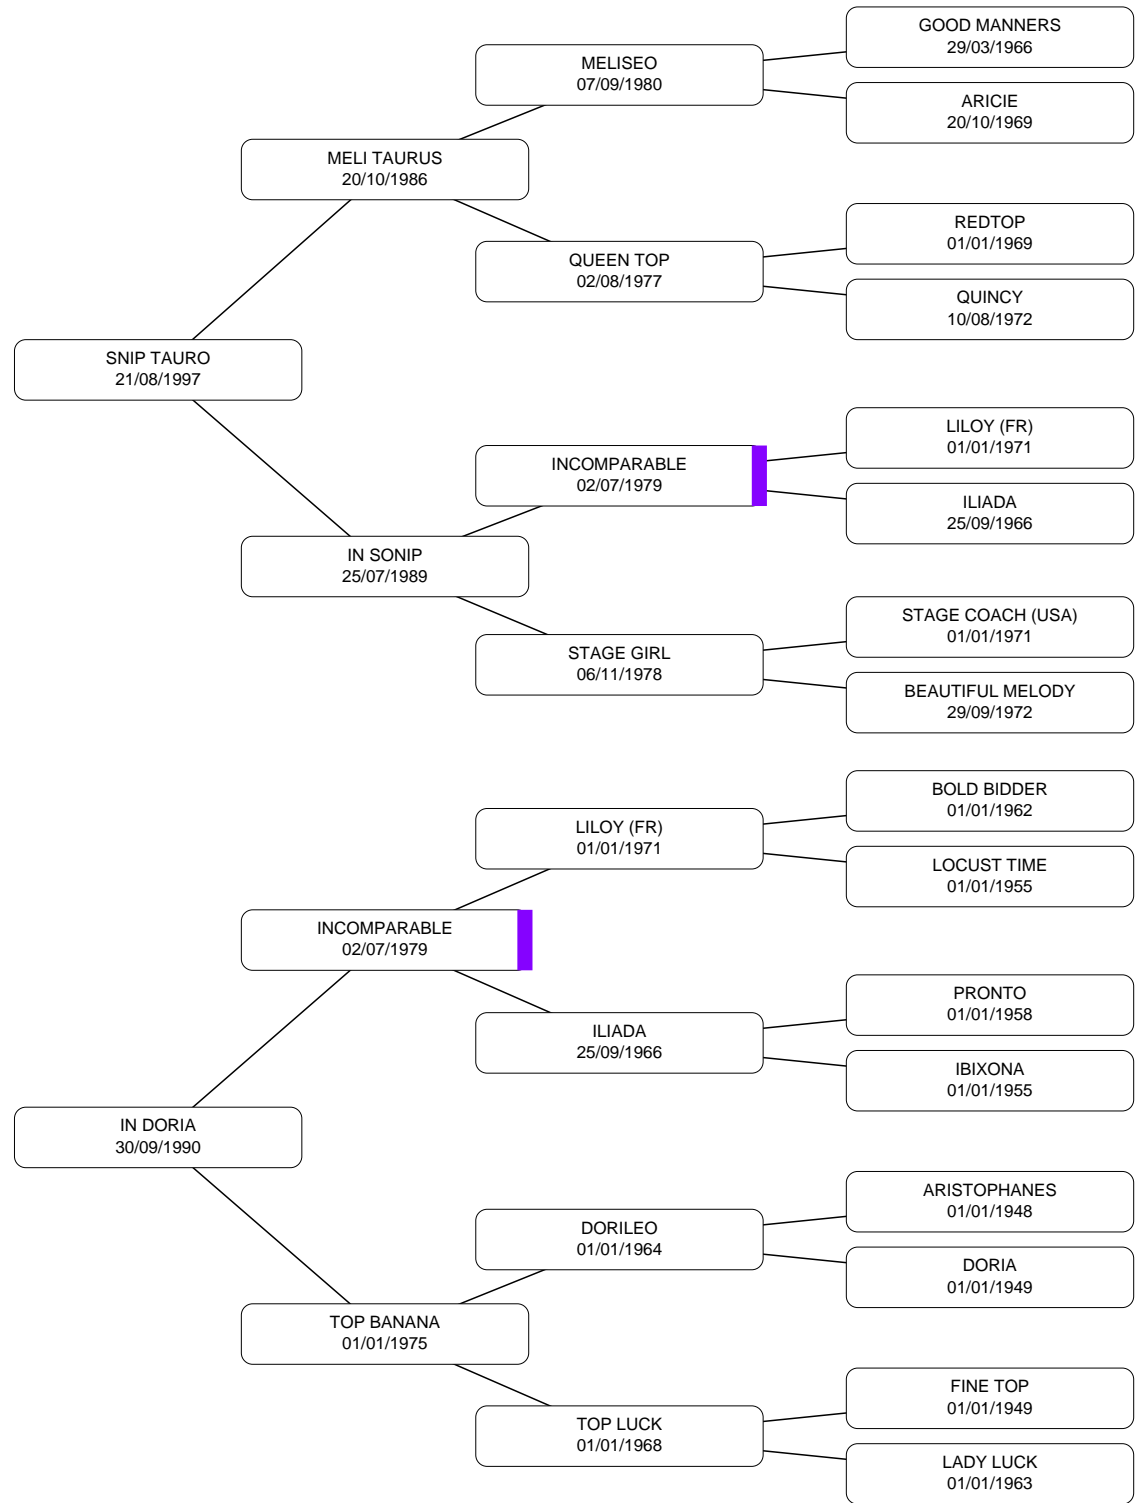 GOOD MANNERS
29/03/1966
MELISEO
07/09/1980
ARICIE
20/10/1969
MELI TAURUS
20/10/1986
REDTOP
01/01/1969
QUEEN TOP
02/08/1977
QUINCY
10/08/1972
SNIP TAURO
21/08/1997
LILOY (FR)
01/01/1971
INCOMPARABLE
02/07/1979
ILIADA
25/09/1966
IN SONIP
25/07/1989
STAGE COACH (USA)
01/01/1971
STAGE GIRL
06/11/1978
BEAUTIFUL MELODY
29/09/1972
BOLD BIDDER
01/01/1962
LILOY (FR)
01/01/1971
LOCUST TIME
01/01/1955
INCOMPARABLE
02/07/1979
PRONTO
01/01/1958
ILIADA
25/09/1966
IBIXONA
01/01/1955
IN DORIA
30/09/1990
ARISTOPHANES
01/01/1948
DORILEO
01/01/1964
DORIA
01/01/1949
TOP BANANA
01/01/1975
FINE TOP
01/01/1949
TOP LUCK
01/01/1968
LADY LUCK
01/01/1963